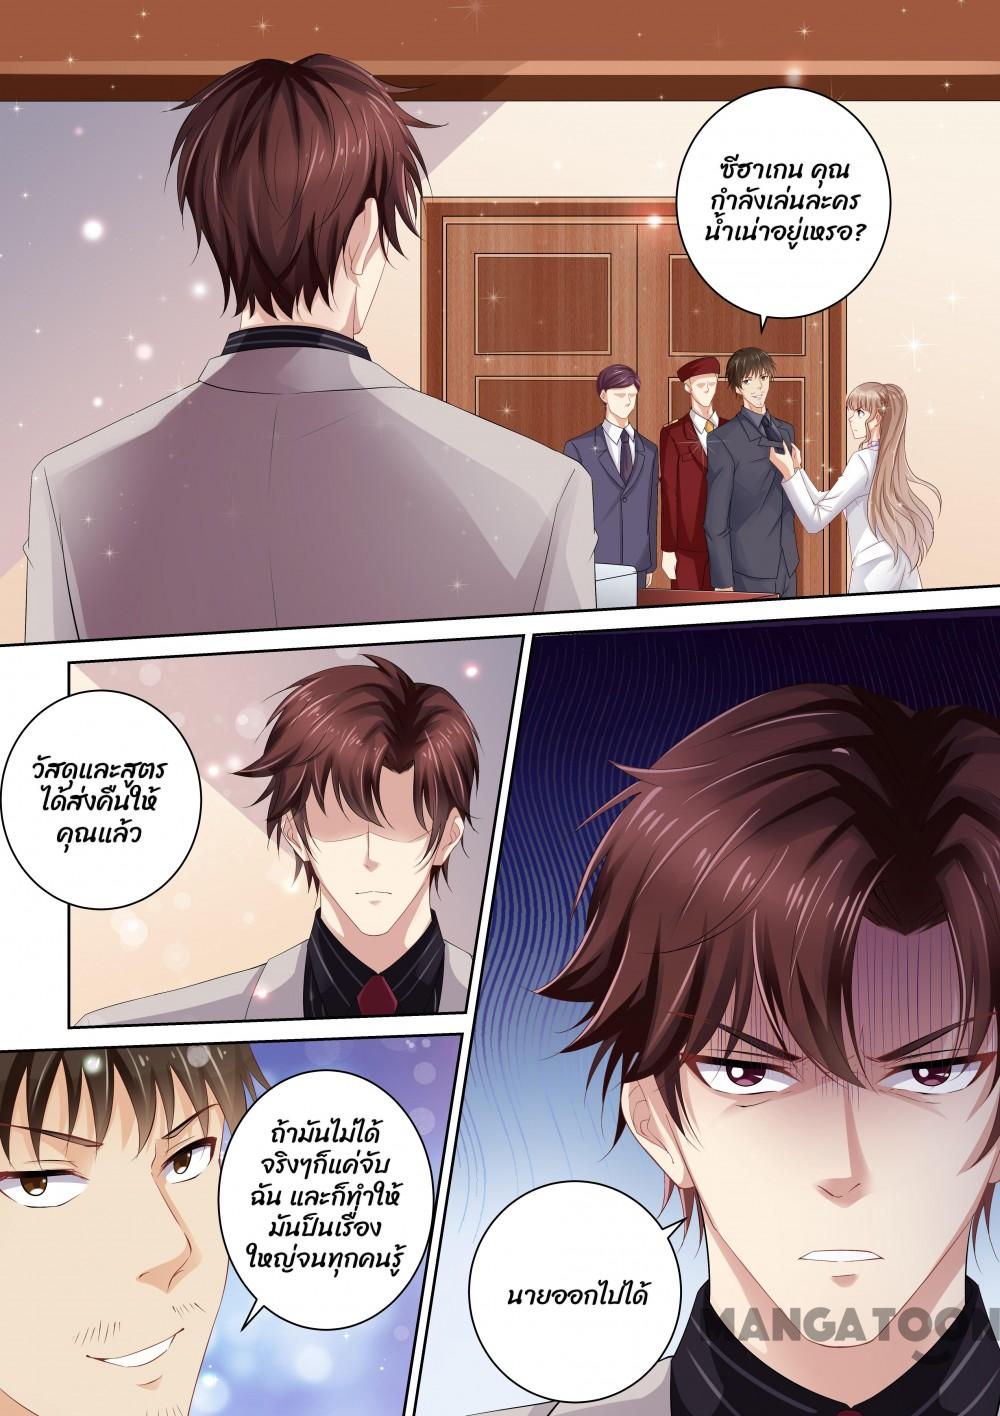 ซีฮาเกน คุณ
กำลังเล่นละคร
น้ำเน่าอยู่เหรอ?
วัสดุและสูตร
ได้ส่งคืนให้
คุณแล้ว
ถ้ามันไม่ได้
จริงๆก็แค่จับ
ฉัน และก็ทำให้
มันป็นเรื่อง
ใหญ่จนทุกคนรู้
นายออกไปได้
MANGATOON